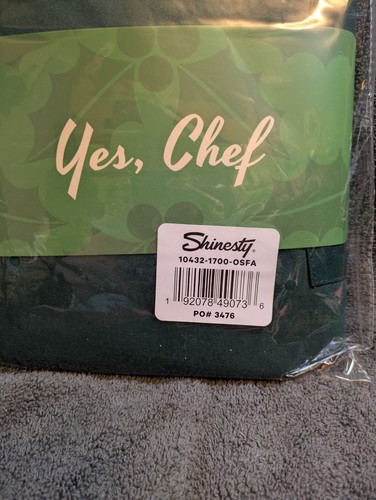 Yes, Chef
Shinesty®
10432-1700-OSFA
1 92078 49073 6
PO# 3476